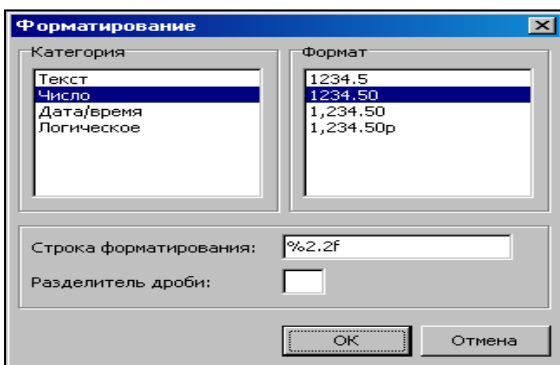 Форматирование
Категория
Текст
Число
Дата/время
Логическое
Формат
1234.5
1234.50
1,234.50
1,234.50р
Строка форматирования: %2.2f
Разделитель дроби:
OK Отмена